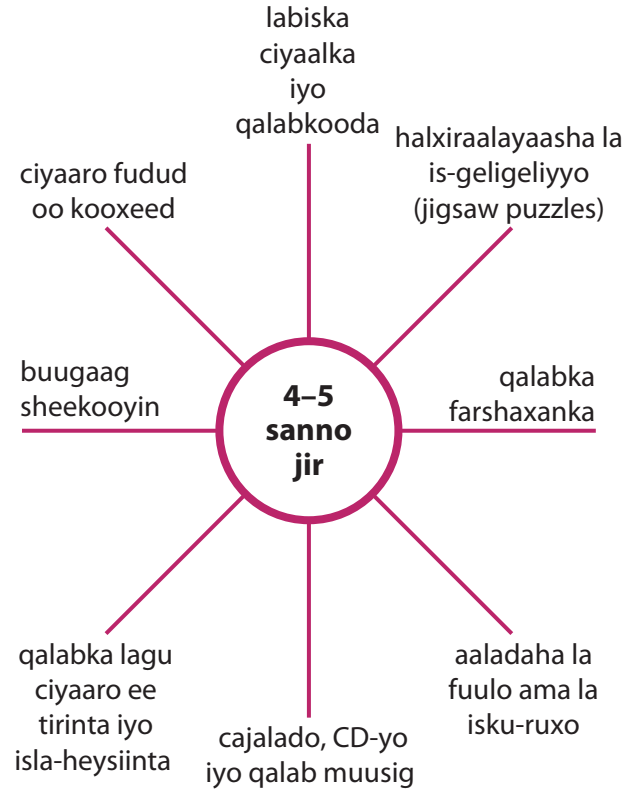 labiska
ciyaalka
iyo
qalabkooda
halxiraalayaasha la
is-geligeliyyo
(jigsaw puzzles)
ciyaaro fudud
oo kooxeed
buugaag
sheekooyin
4–5
sanno
jir
qalabka
farshaxanka
qalabka lagu
ciyaaro ee
tirinta iyo
isla-heysiinta
cajalado, CD-yo
iyo qalab muusig
aaladaha la
fuulo ama la
isku-ruxo